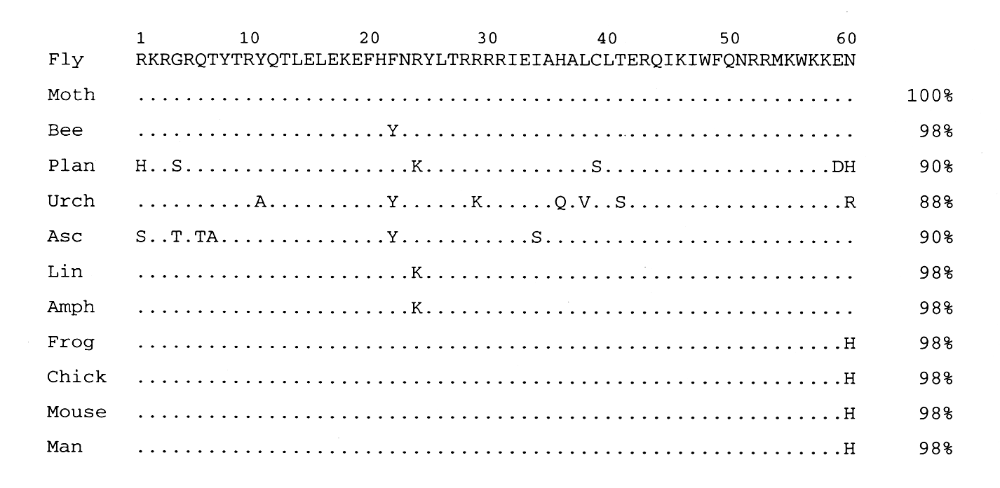 1 10 20 30 40 50 60
Fly RKRGRQTYTRYQTLELEKEFHFNRYLTRRRRIEIAHALCLTERQIKIWFQNRRMKWKKEN
Moth ............................................................ 100%
Bee .....................Y...................................... 98%
Plan H..S...................K..............S...................DH 90%
Urch ..........A..........Y......K......Q.V..S..................R 88%
Asc S..T.TA..............Y...........S.......................... 90%
Lin .......................K.................................... 98%
Amph .......................K.................................... 98%
Frog ...........................................................H 98%
Chick ...........................................................H 98%
Mouse ...........................................................H 98%
Man ...........................................................H 98%